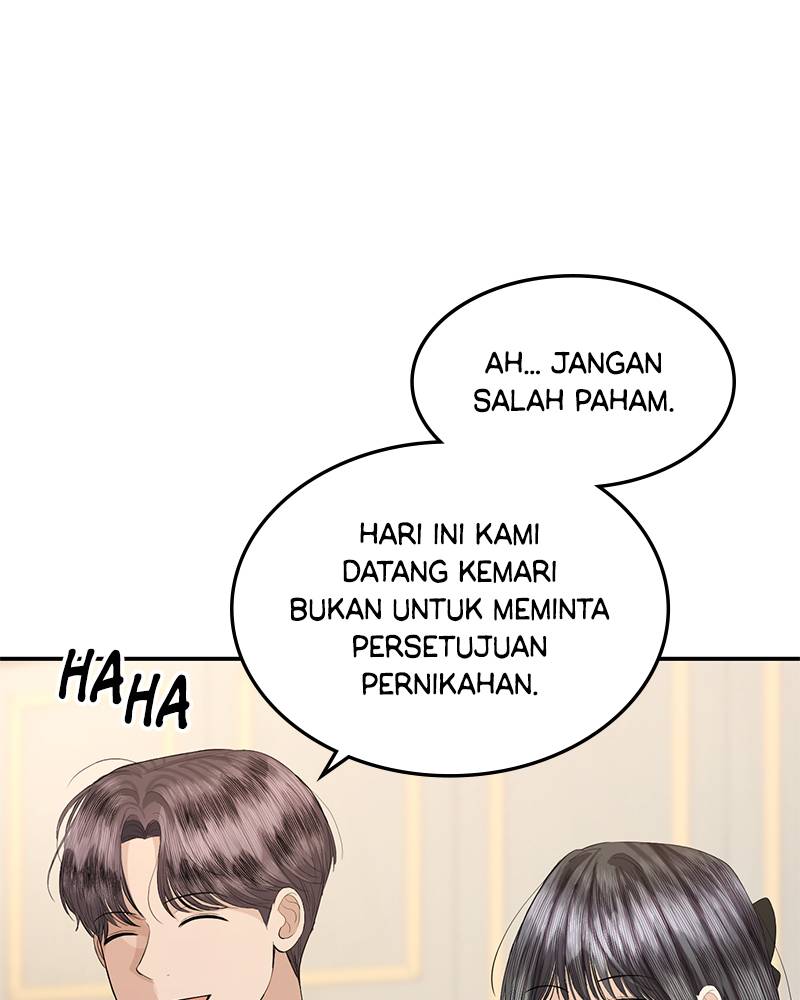 AH... JANGAN
SALAH PAHAM.
HARI INI KAMI
DATANG KEMARI
BUKAN UNTUK MEMINTA
PERSETUJUAN
PERNIKAHAN.
HAHA